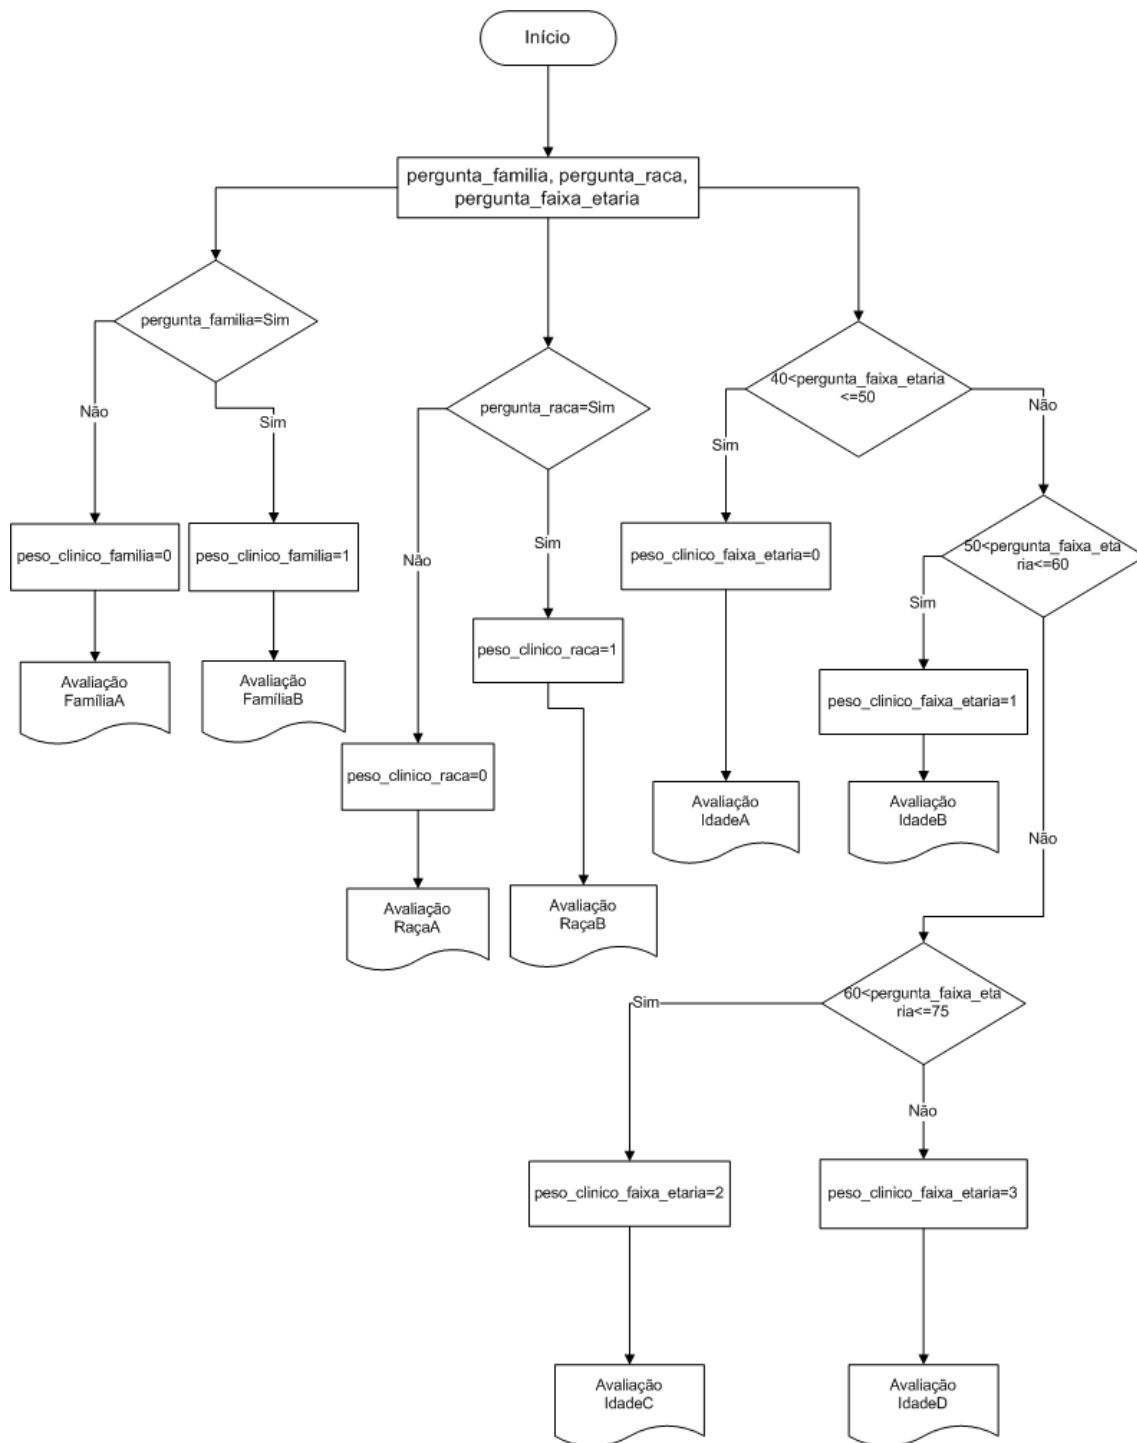 Início
pergunta_familia, pergunta_raca,
pergunta_faixa_etaria
pergunta_familia=Sim
40<pergunta_faixa_etaria
<=50
pergunta_raca=Sim
Não
Sim
Sim
Não
peso_clinico_familia=0
peso_clinico_familia=1
Não
Sim
peso_clinico_faixa_etaria=0
50<pergunta_faixa_eta
ria<=60
Sim
peso_clinico_raca=1
Avaliação
FamíliaA
Avaliação
FamíliaB
peso_clinico_faixa_etaria=1
peso_clinico_raca=0
Avaliação
IdadeA
Avaliação
IdadeB
Não
Avaliação
RaçaA
Avaliação
RaçaB
60<pergunta_faixa_eta
ria<=75
Sim
Não
peso_clinico_faixa_etaria=2
peso_clinico_faixa_etaria=3
Avaliação
IdadeC
Avaliação
IdadeD